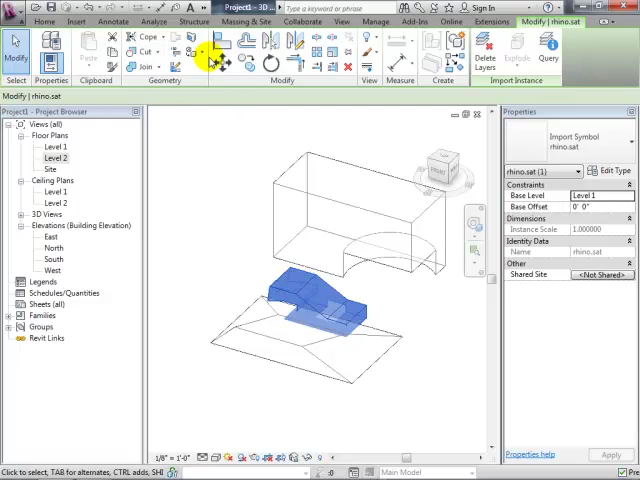 Project1 - 3D ...
Type a keyword or phrase
Sign In
Home
Insert
Annotate
Analyze
Structure
Massing & Site
Collaborate
View
Manage
Add-Ins
Extensions
Modify | rhino.sat
Modify
Properties
Paste
Cope
Cut
Join
View
Measure
Create
Delete Layers
Explode
Query
Select
Properties
Clipboard
Geometry
Modify
Import Instance
Modify | rhino.sat
Project1 - Project Browser
Views (all)
Floor Plans
Level 1
Level 2
Site
Ceiling Plans
Level 1
Level 2
3D Views
Elevations (Building Elevation)
East
North
South
West
Legends
Schedules/Quantities
Sheets (all)
Families
Groups
Revit Links
FRONT
Properties
Import Symbol
rhino.sat
rhino.sat (1)
Edit Type
Constraints
Base Level
Level 1
Base Offset
0' 0"
Dimensions
Instance Scale
1.000000
Identity Data
Name
rhino.sat
Other
Shared Site
<Not Shared>
Properties help
Apply
1/8" = 1'-0"
Click to select, TAB for alternates, CTRL adds, SHI
:0
Main Model
Pre